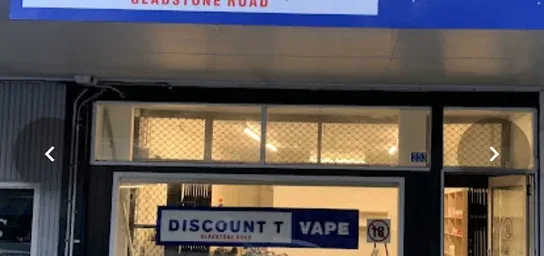 GLADSTONE ROAD
253
DISCOUNT T VAPE
GLADSTONE ROAD
18